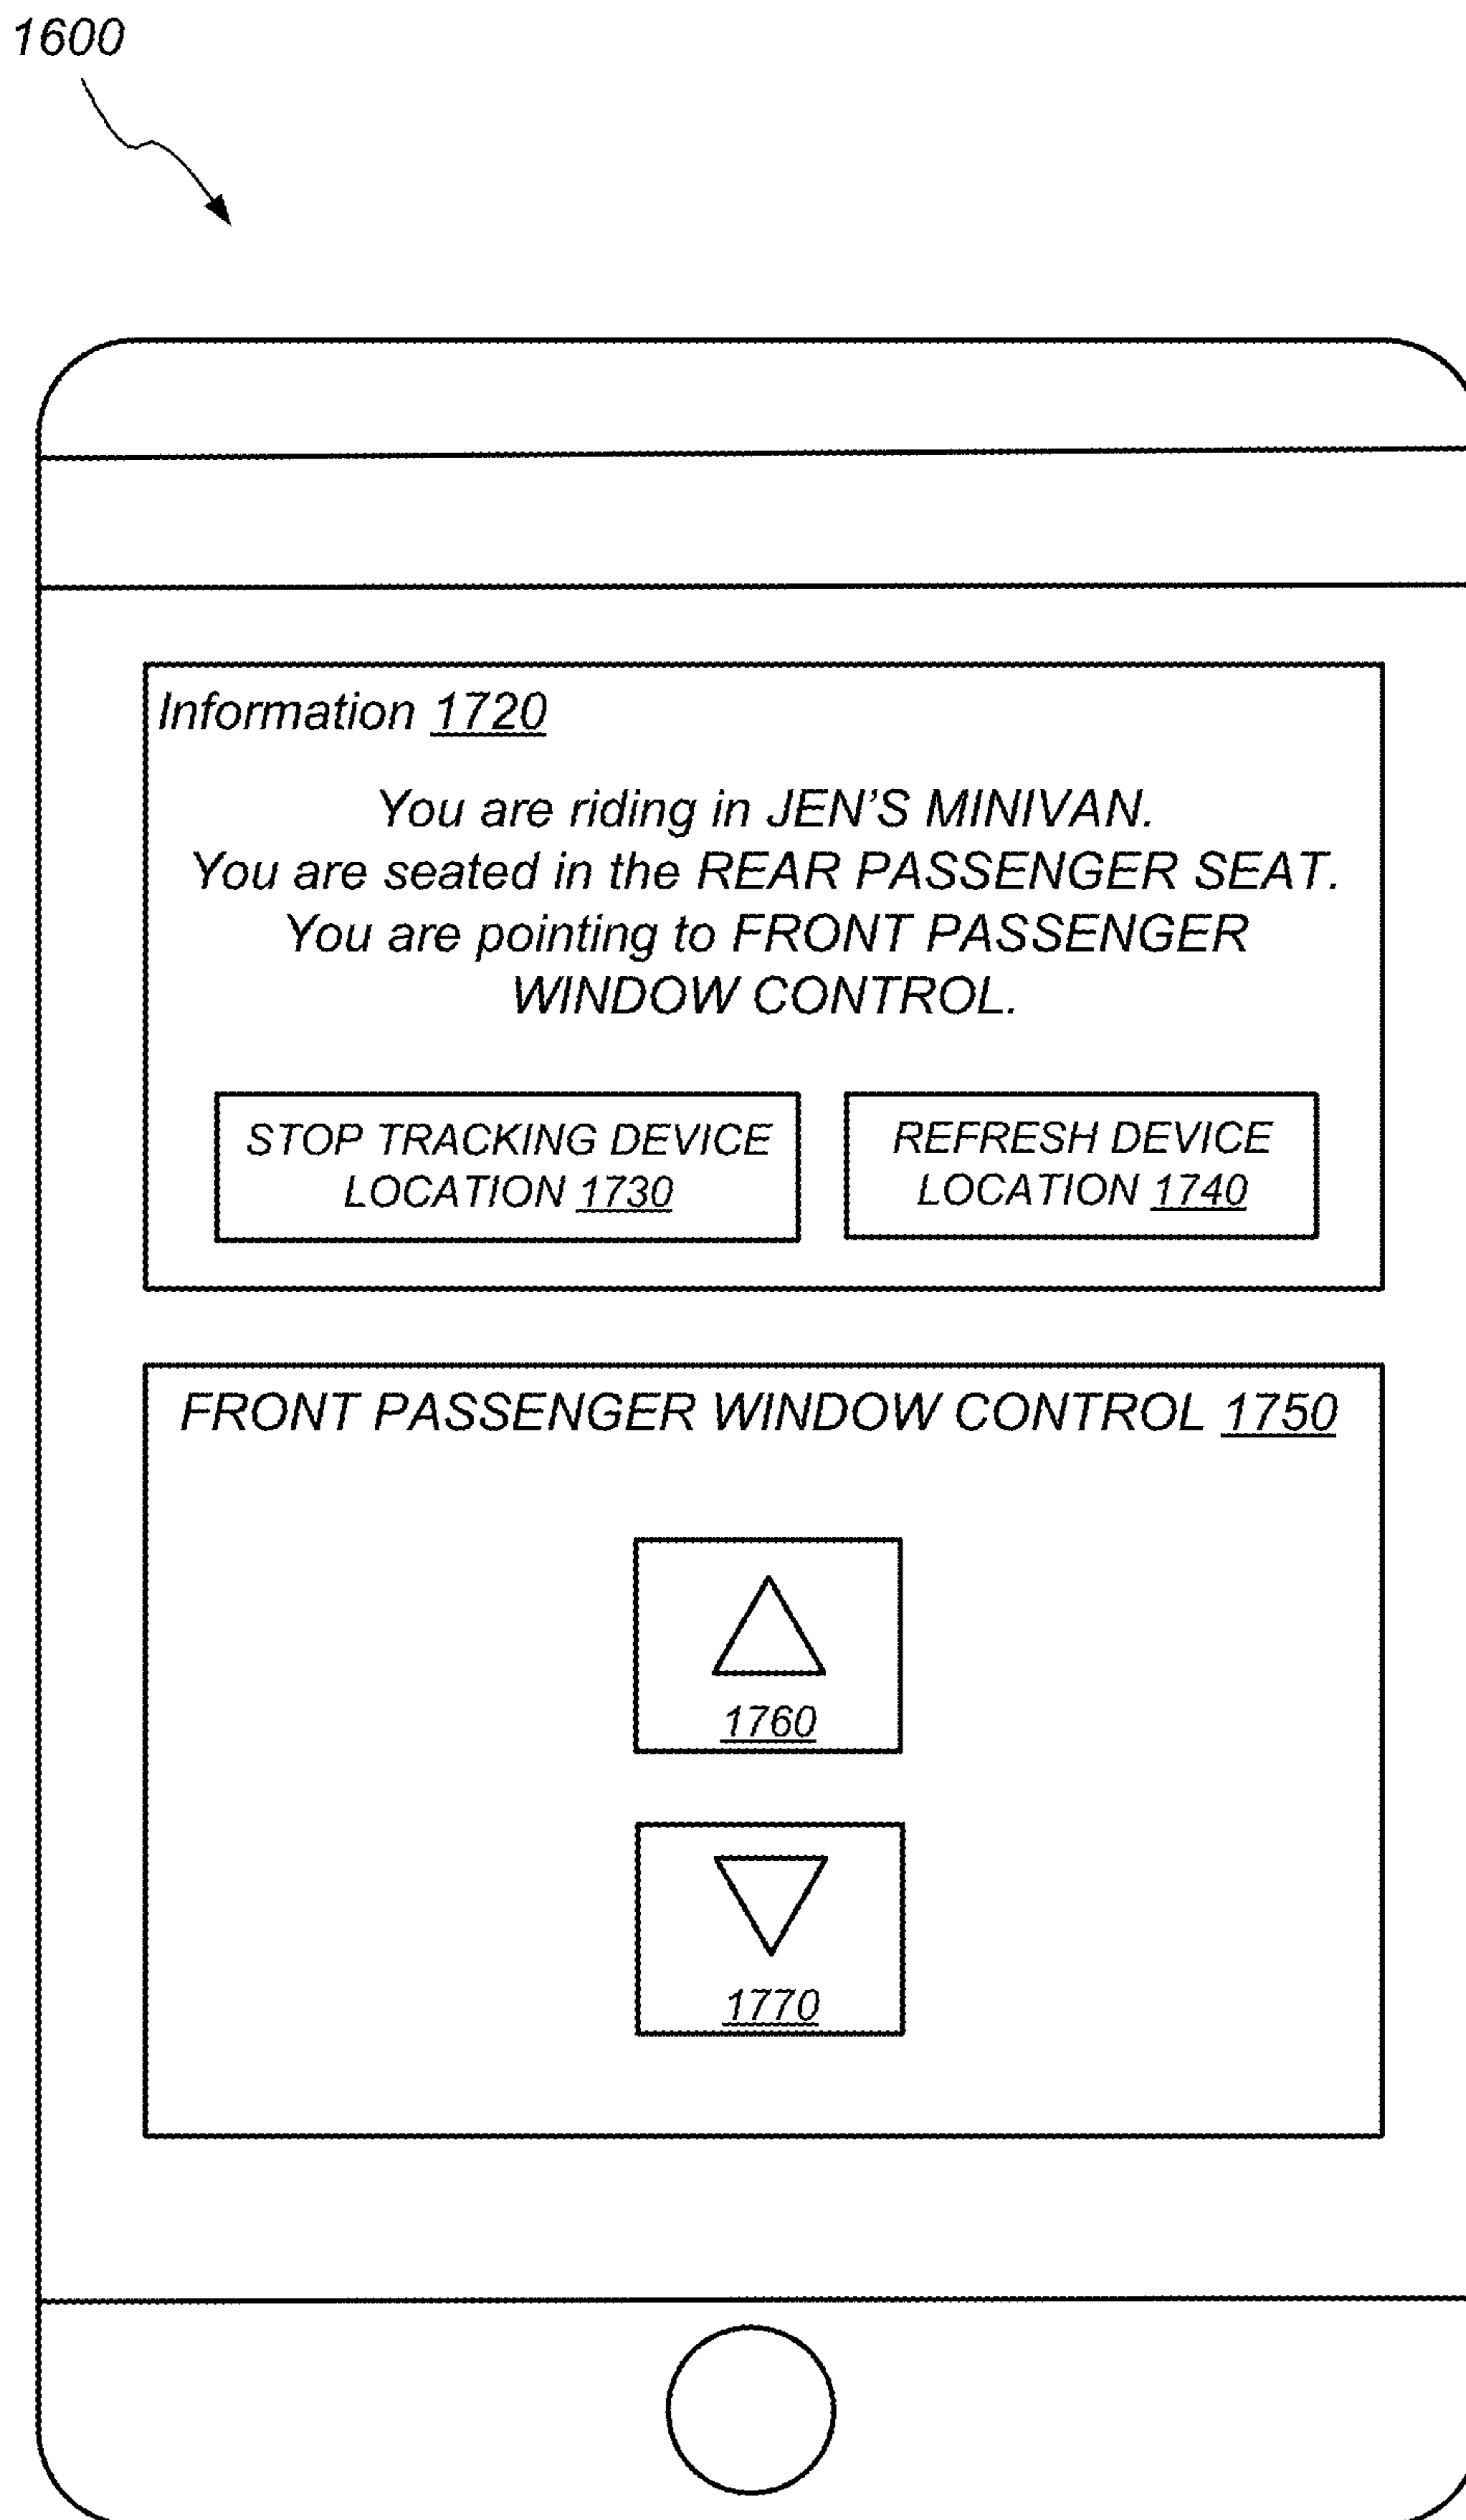 1600
Information 1720
You are riding in JEN'S MINIVAN.
You are seated in the REAR PASSENGER SEAT.
You are pointing to FRONT PASSENGER
WINDOW CONTROL.
STOP TRACKING DEVICE
LOCATION 1730
REFRESH DEVICE
LOCATION 1740
FRONT PASSENGER WINDOW CONTROL 1750
1760
1770